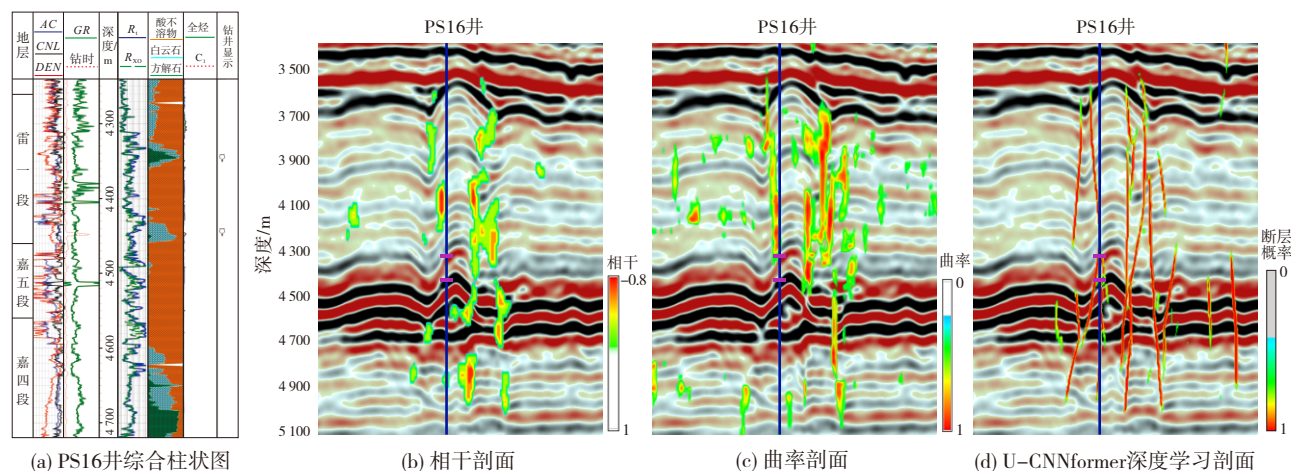 地层
AC
CNL
DEN
GR
钻时
深度/m
Ri
Rxo
酸不溶物
白云石
方解石
全烃
C1
钻井显示
雷一段
嘉五段
嘉四段
4 300
4 400
4 500
4 600
4 700
(a) PS16井综合柱状图
PS16井
深度/m
3 500
3 700
3 900
4 100
4 300
4 500
4 700
4 900
5 100
相干
-0.8
1
(b) 相干剖面
PS16井
曲率
0
1
(c) 曲率剖面
PS16井
断层概率
0
1
(d) U-CNNformer深度学习剖面